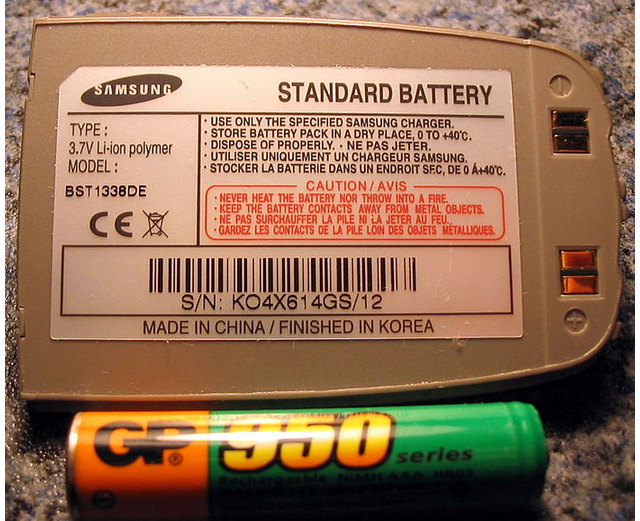 SAMSUNG
STANDARD BATTERY
TYPE :
3.7V Li-ion polymer
MODEL :
BST1338DE
· USE ONLY THE SPECIFIED SAMSUNG CHARGER.
· STORE BATTERY PACK IN A DRY PLACE, 0 TO +40°C.
· DISPOSE OF PROPERLY. · NE PAS JETER.
· UTILISER UNIQUEMENT UN CHARGEUR SAMSUNG.
· STOCKER LA BATTERIE DANS UN ENDROIT SEC, DE 0 Á+40°C.
CAUTION / AVIS
· NEVER HEAT THE BATTERY NOR THROW INTO A FIRE.
· KEEP THE BATTERY CONTACTS AWAY FROM METAL OBJECTS.
· NE PAS SURCHAUFFER LA PILE NI LA JETER AU FEU..
· GARDEZ LES CONTACTS DE LA PILE LOIN DES OBJETS MÉTALLIQUES.
CE
S/N: KO4X614GS/12
MADE IN CHINA / FINISHED IN KOREA
GP® 950 series
Rechargeable NiMH AAA HR03